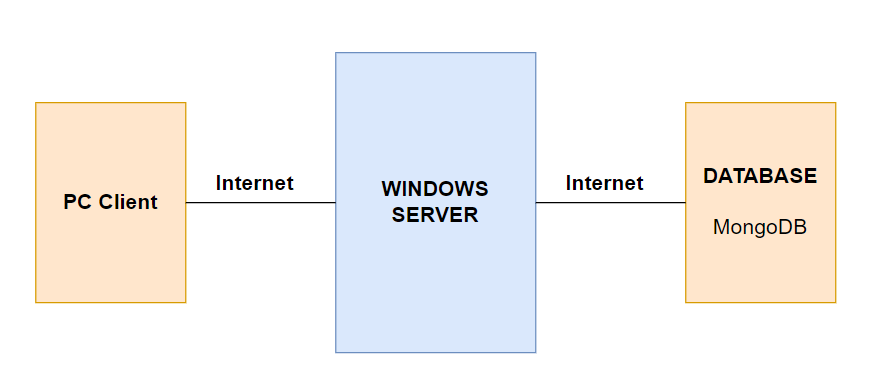 PC Client
Internet
WINDOWS
SERVER
Internet
DATABASE
MongoDB